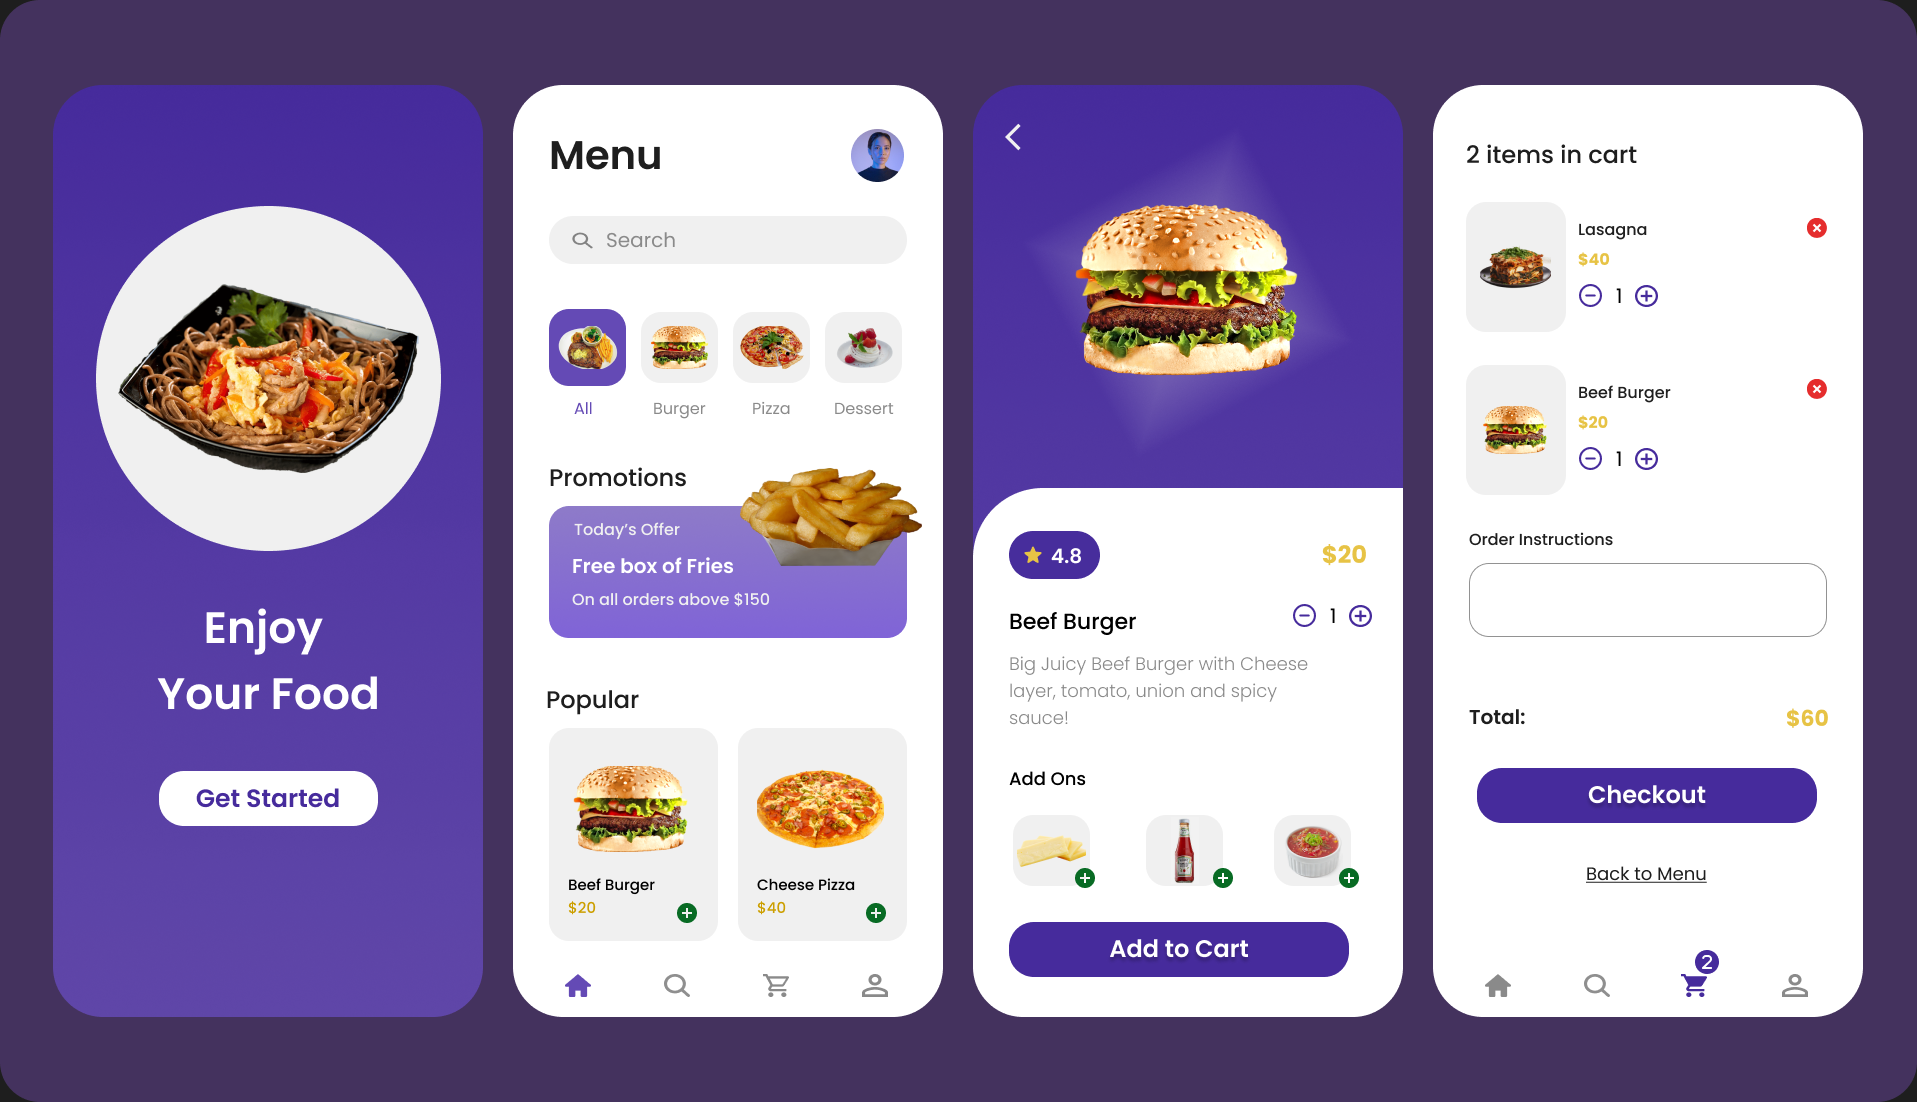 Enjoy
Your Food
Get Started
Menu
Search
All
Burger
Pizza
Dessert
Promotions
Today's Offer
Free box of Fries
On all orders above $150
Popular
Beef Burger
$20
Cheese Pizza
$40
4.8
$20
Beef Burger
1
Big Juicy Beef Burger with Cheese
layer, tomato, union and spicy
sauce!
Add Ons
Add to Cart
2 items in cart
Lasagna
$40
1
Beef Burger
$20
1
Order Instructions
Total:
$60
Checkout
Back to Menu
2